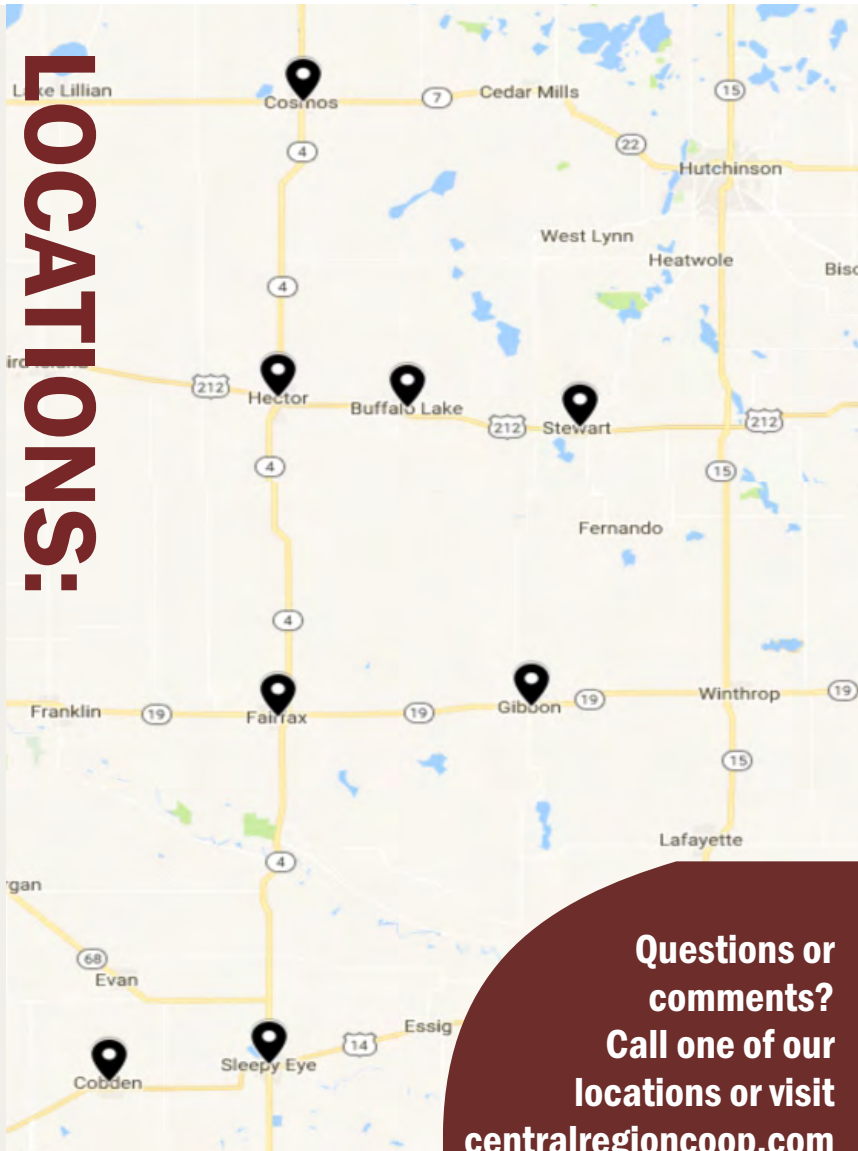 LOCATIONS:
Lake Lillian
Cosmos
7
Cedar Mills
15
4
22
Hutchinson
West Lynn
Heatwole
4
212
Hector
Buffalo Lake
212
Stewart
212
4
15
Fernando
4
Franklin
19
Fairfax
19
Gibbon
19
Winthrop
19
15
Lafayette
4
68
Evan
Essig
14
Sleepy Eye
Cobden
Questions or
comments?
Call one of our
locations or visit
centralregioncoop.com